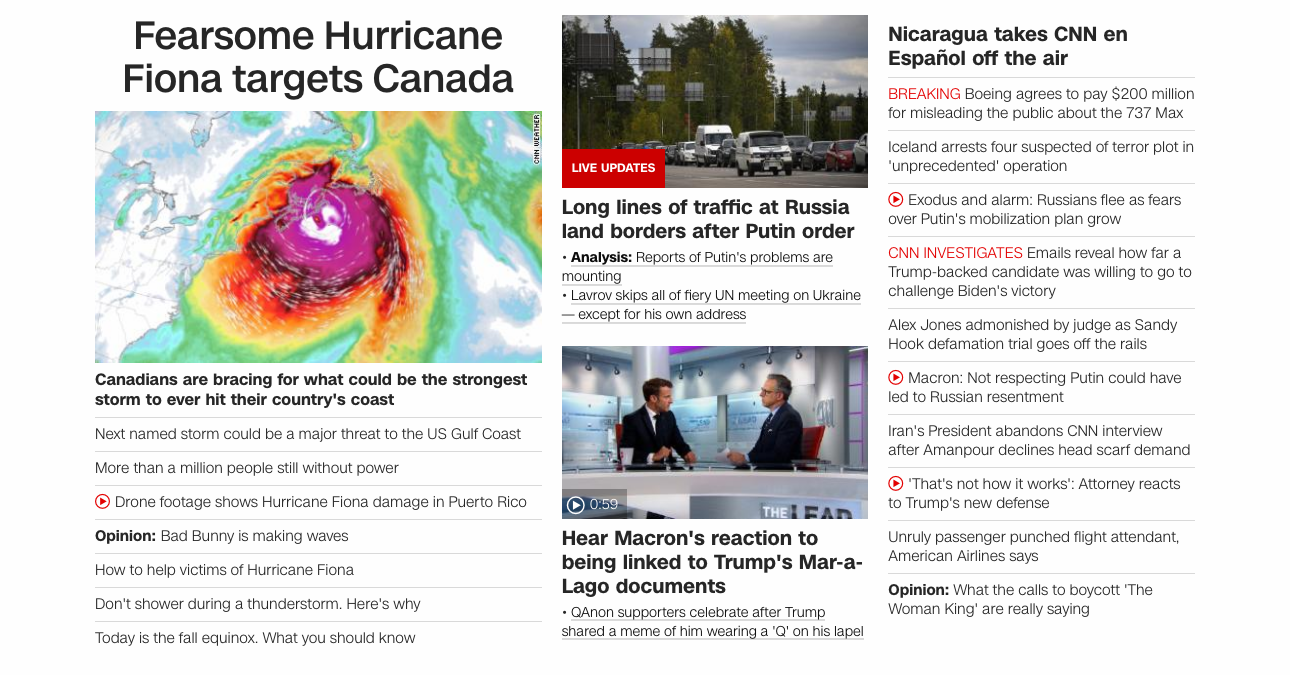 Fearsome Hurricane
Fiona targets Canada
CNN WEATHER
Canadians are bracing for what could be the strongest
storm to ever hit their country's coast
Next named storm could be a major threat to the US Gulf Coast
More than a million people still without power
Drone footage shows Hurricane Fiona damage in Puerto Rico
Opinion: Bad Bunny is making waves
How to help victims of Hurricane Fiona
Don't shower during a thunderstorm. Here's why
Today is the fall equinox. What you should know
LIVE UPDATES
Long lines of traffic at Russia
land borders after Putin order
• Analysis: Reports of Putin's problems are
mounting
• Lavrov skips all of fiery UN meeting on Ukraine
— except for his own address
0:59
THE LEAD
Hear Macron's reaction to
being linked to Trump's Mar-a-
Lago documents
• QAnon supporters celebrate after Trump
shared a meme of him wearing a 'Q' on his lapel
Nicaragua takes CNN en
Español off the air
BREAKING Boeing agrees to pay $200 million
for misleading the public about the 737 Max
Iceland arrests four suspected of terror plot in
'unprecedented' operation
Exodus and alarm: Russians flee as fears
over Putin's mobilization plan grow
CNN INVESTIGATES Emails reveal how far a
Trump-backed candidate was willing to go to
challenge Biden's victory
Alex Jones admonished by judge as Sandy
Hook defamation trial goes off the rails
Macron: Not respecting Putin could have
led to Russian resentment
Iran's President abandons CNN interview
after Amanpour declines head scarf demand
'That's not how it works': Attorney reacts
to Trump's new defense
Unruly passenger punched flight attendant,
American Airlines says
Opinion: What the calls to boycott 'The
Woman King' are really saying